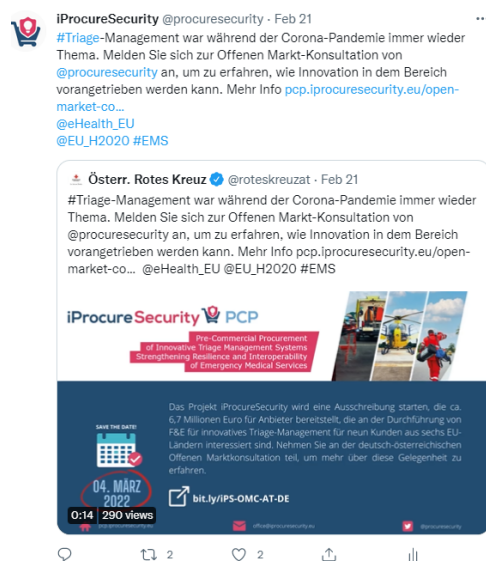 iProcureSecurity @procuresecurity · Feb 21
#Triage-Management war während der Corona-Pandemie immer wieder
Thema. Melden Sie sich zur Offenen Markt-Konsultation von
@procuresecurity an, um zu erfahren, wie Innovation in dem Bereich
vorangetrieben werden kann. Mehr Info pcp.iprocuresecurity.eu/open-
market-co...
@eHealth_EU
@EU_H2020 #EMS
Österr. Rotes Kreuz @roteskreuzat · Feb 21
#Triage-Management war während der Corona-Pandemie immer wieder
Thema. Melden Sie sich zur Offenen Markt-Konsultation von
@procuresecurity an, um zu erfahren, wie Innovation in dem Bereich
vorangetrieben werden kann. Mehr Info pcp.iprocuresecurity.eu/open-
market-co... @eHealth_EU @EU_H2020 #EMS
iProcureSecurity PCP
Pre-Commercial Procurement
of Innovative Triage Management Systems
Strengthening Resilience and Interoperability
of Emergency Medical Services
Das Projekt iProcureSecurity wird eine Ausschreibung starten, die ca.
6,7 Millionen Euro für Anbieter bereitstellt, die an der Durchführung von
F&E für innovatives Triage-Management für neun Kunden aus sechs EU-
Ländern interessiert sind. Nehmen Sie an der deutsch-österreichischen
Offenen Marktkonsultation teil, um mehr über diese Gelegenheit zu
erfahren.
SAVE THE DATE!
04. MÄRZ
2022
bit.ly/iPS-OMC-AT-DE
0:14 290 views
pcp.iprocuresecurity.eu
office@iprocuresecurity.eu
@procuresecurity
2
2